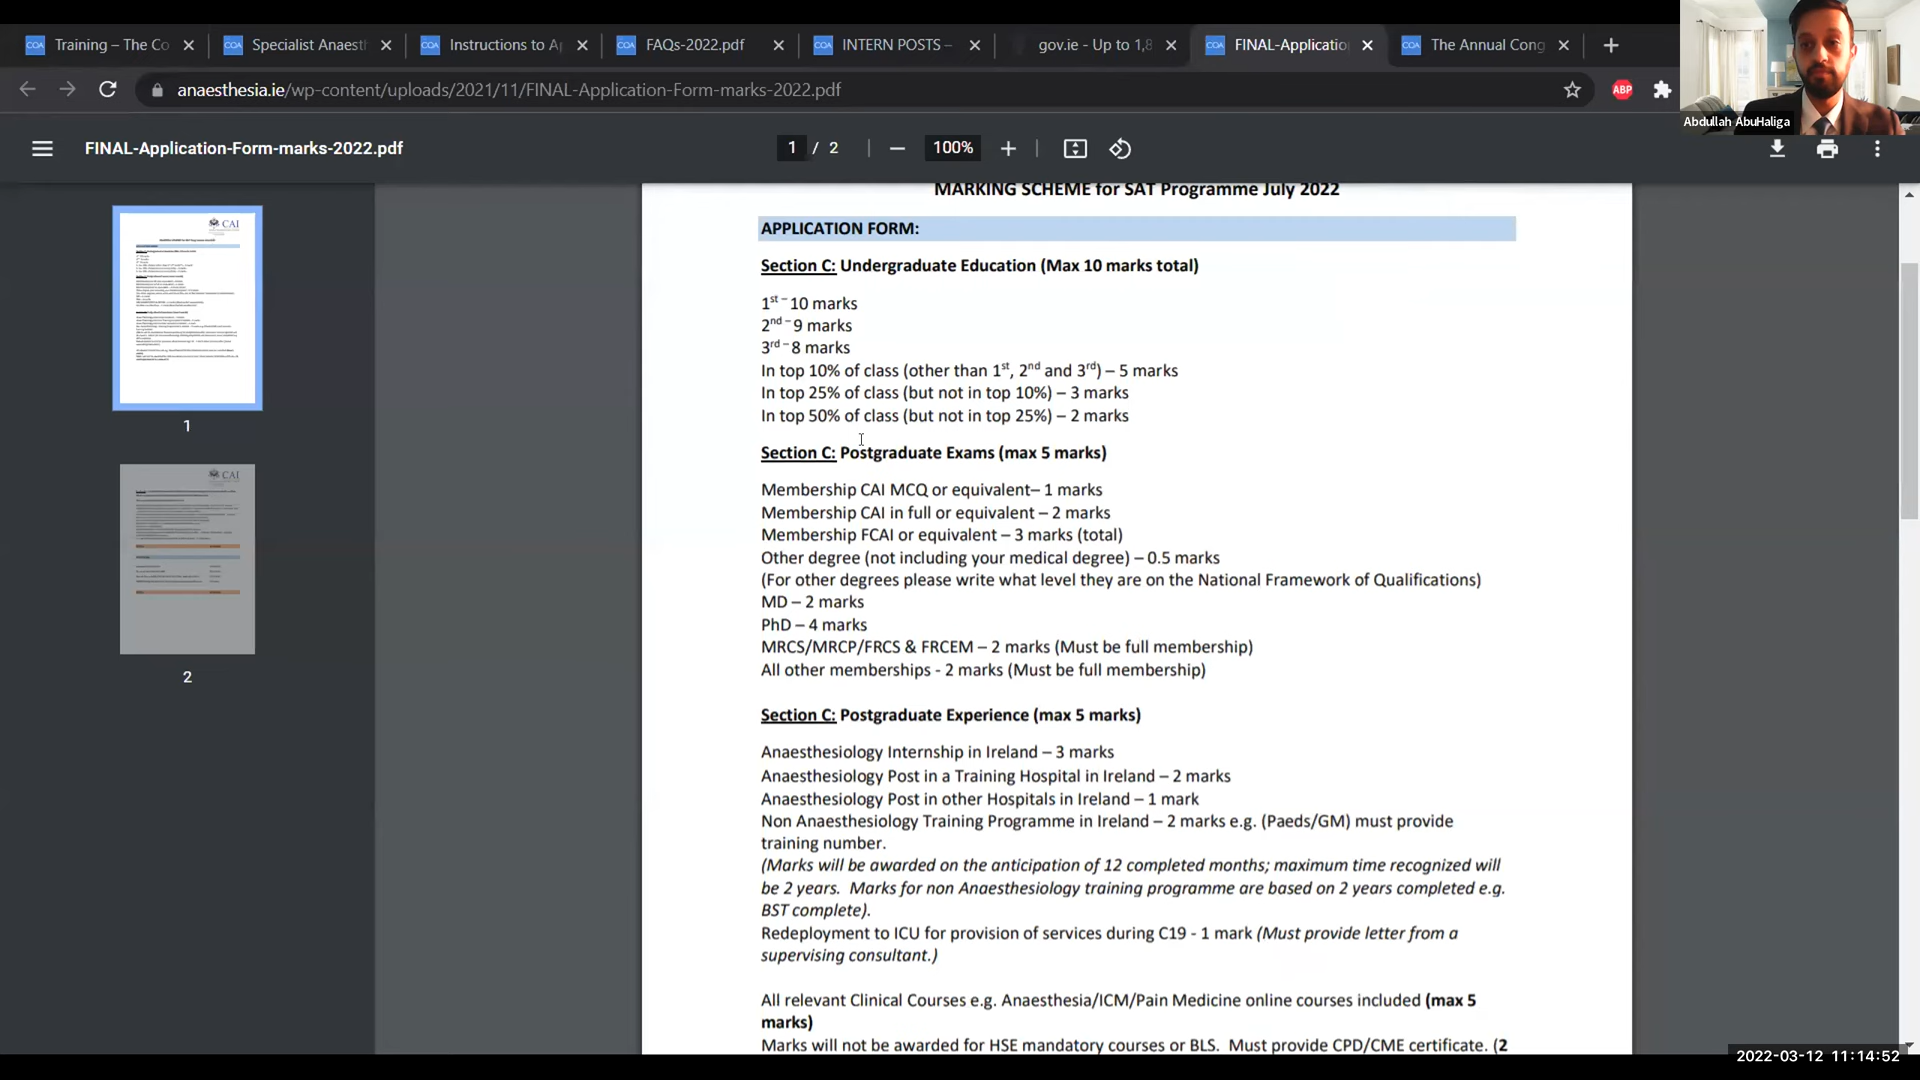 Training – The Co
Specialist Anaest
Instructions to A
FAQs-2022.pdf
INTERN POSTS –
gov.ie - Up to 1,8
FINAL-Applicatio
The Annual Cong
anaesthesia.ie/wp-content/uploads/2021/11/FINAL-Application-Form-marks-2022.pdf
ABP
Abdullah AbuHaliga
FINAL-Application-Form-marks-2022.pdf
1 / 2
100%
CAI
1
CAI
2
MARKING SCHEME for SAT Programme July 2022
APPLICATION FORM:
Section C: Undergraduate Education (Max 10 marks total)
1st – 10 marks
2nd – 9 marks
3rd – 8 marks
In top 10% of class (other than 1st, 2nd and 3rd) – 5 marks
In top 25% of class (but not in top 10%) – 3 marks
In top 50% of class (but not in top 25%) – 2 marks
Section C: Postgraduate Exams (max 5 marks)
Membership CAI MCQ or equivalent– 1 marks
Membership CAI in full or equivalent – 2 marks
Membership FCAI or equivalent – 3 marks (total)
Other degree (not including your medical degree) – 0.5 marks
(For other degrees please write what level they are on the National Framework of Qualifications)
MD – 2 marks
PhD – 4 marks
MRCS/MRCP/FRCS & FRCEM – 2 marks (Must be full membership)
All other memberships - 2 marks (Must be full membership)
Section C: Postgraduate Experience (max 5 marks)
Anaesthesiology Internship in Ireland – 3 marks
Anaesthesiology Post in a Training Hospital in Ireland – 2 marks
Anaesthesiology Post in other Hospitals in Ireland – 1 mark
Non Anaesthesiology Training Programme in Ireland – 2 marks e.g. (Paeds/GM) must provide
training number.
(Marks will be awarded on the anticipation of 12 completed months; maximum time recognized will
be 2 years. Marks for non Anaesthesiology training programme are based on 2 years completed e.g.
BST complete).
Redeployment to ICU for provision of services during C19 - 1 mark (Must provide letter from a
supervising consultant.)
All relevant Clinical Courses e.g. Anaesthesia/ICM/Pain Medicine online courses included (max 5
marks)
Marks will not be awarded for HSE mandatory courses or BLS. Must provide CPD/CME certificate. (2
2022-03-12 11:14:52